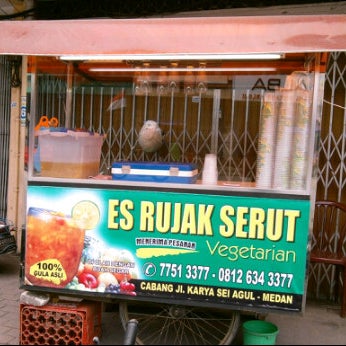 ES RUJAK SERUT
Vegetarian
MENERIMA PESANAN
7751 3377 - 0812 634 3377
CABANG Jl. KARYA SEI AGUL - MEDAN
100%
GULA ASLI
DENGAN